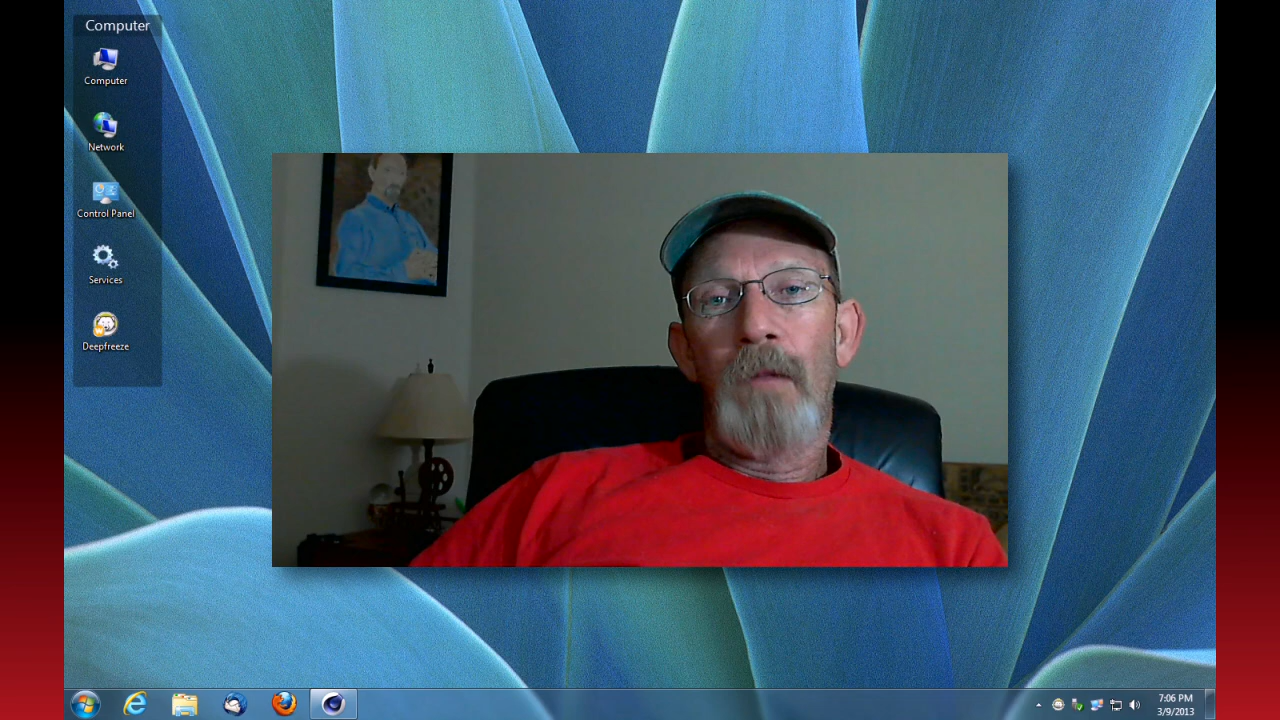 Computer
Computer
Network
Control Panel
Services
Deepfreeze
7:06 PM
3/9/2013